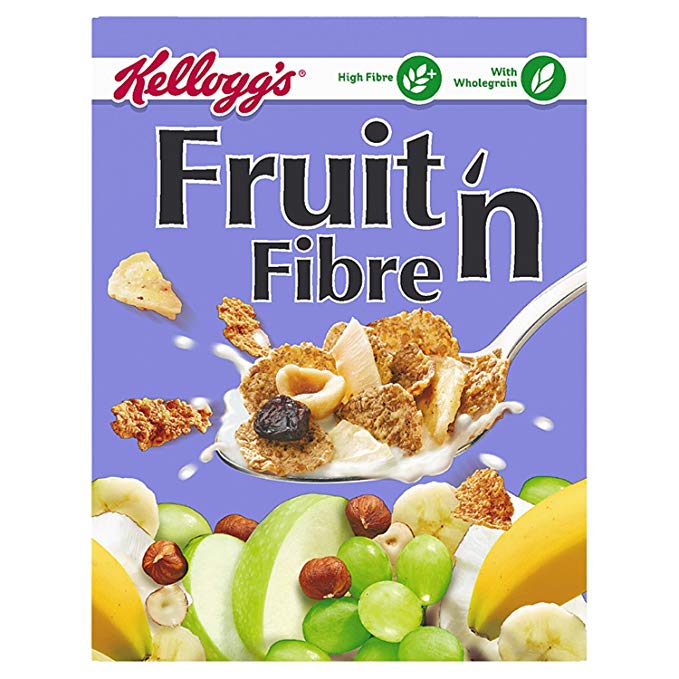 Kellogg's®
High Fibre
With
Wholegrain
Fruit 'n
Fibre